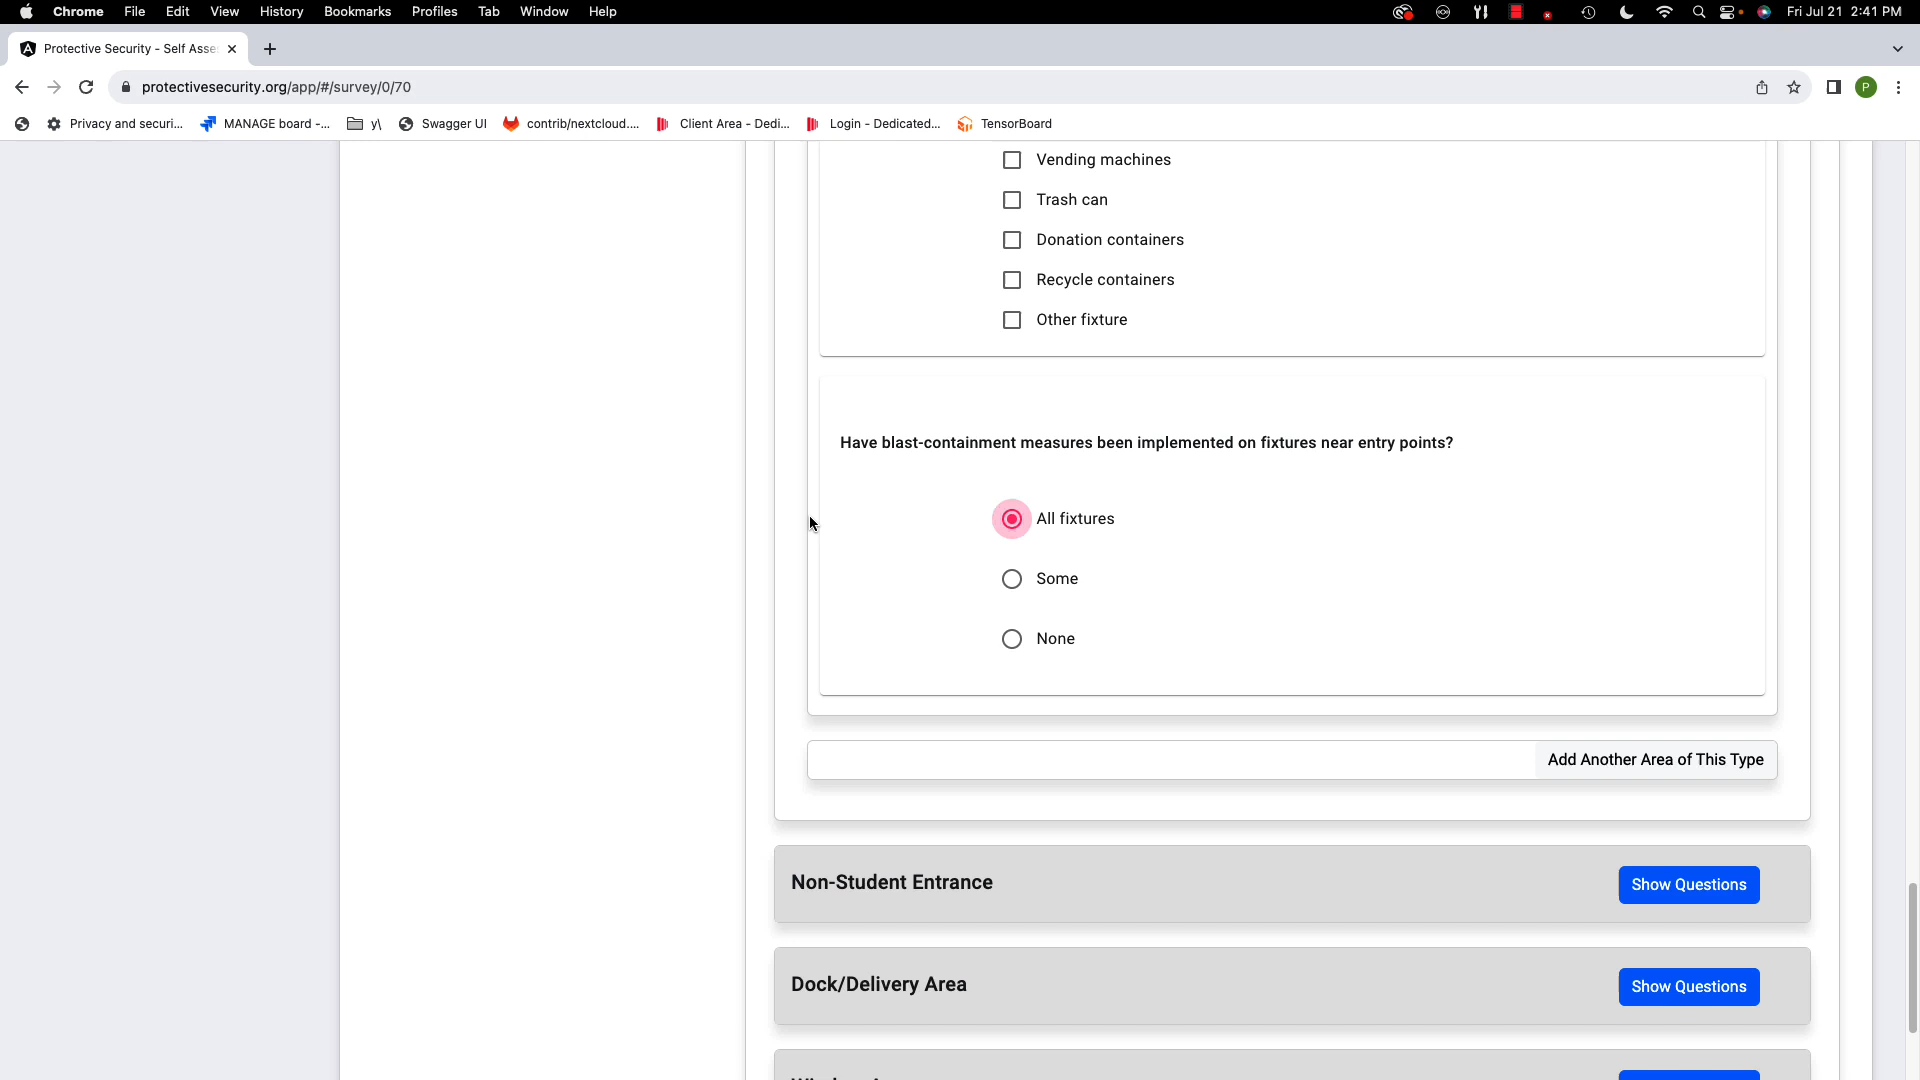 Chrome File Edit View History Bookmarks Profiles Tab Window Help Fri Jul 21 2:41 PM
Protective Security - Self Asse
protectivesecurity.org/app/#/survey/0/70 P
Privacy and securi... MANAGE board -... y\ Swagger UI contrib/nextcloud.... Client Area - Dedi... Login - Dedicated... TensorBoard
Vending machines
Trash can
Donation containers
Recycle containers
Other fixture
Have blast-containment measures been implemented on fixtures near entry points?
All fixtures
Some
None
Add Another Area of This Type
Non-Student Entrance Show Questions
Dock/Delivery Area Show Questions